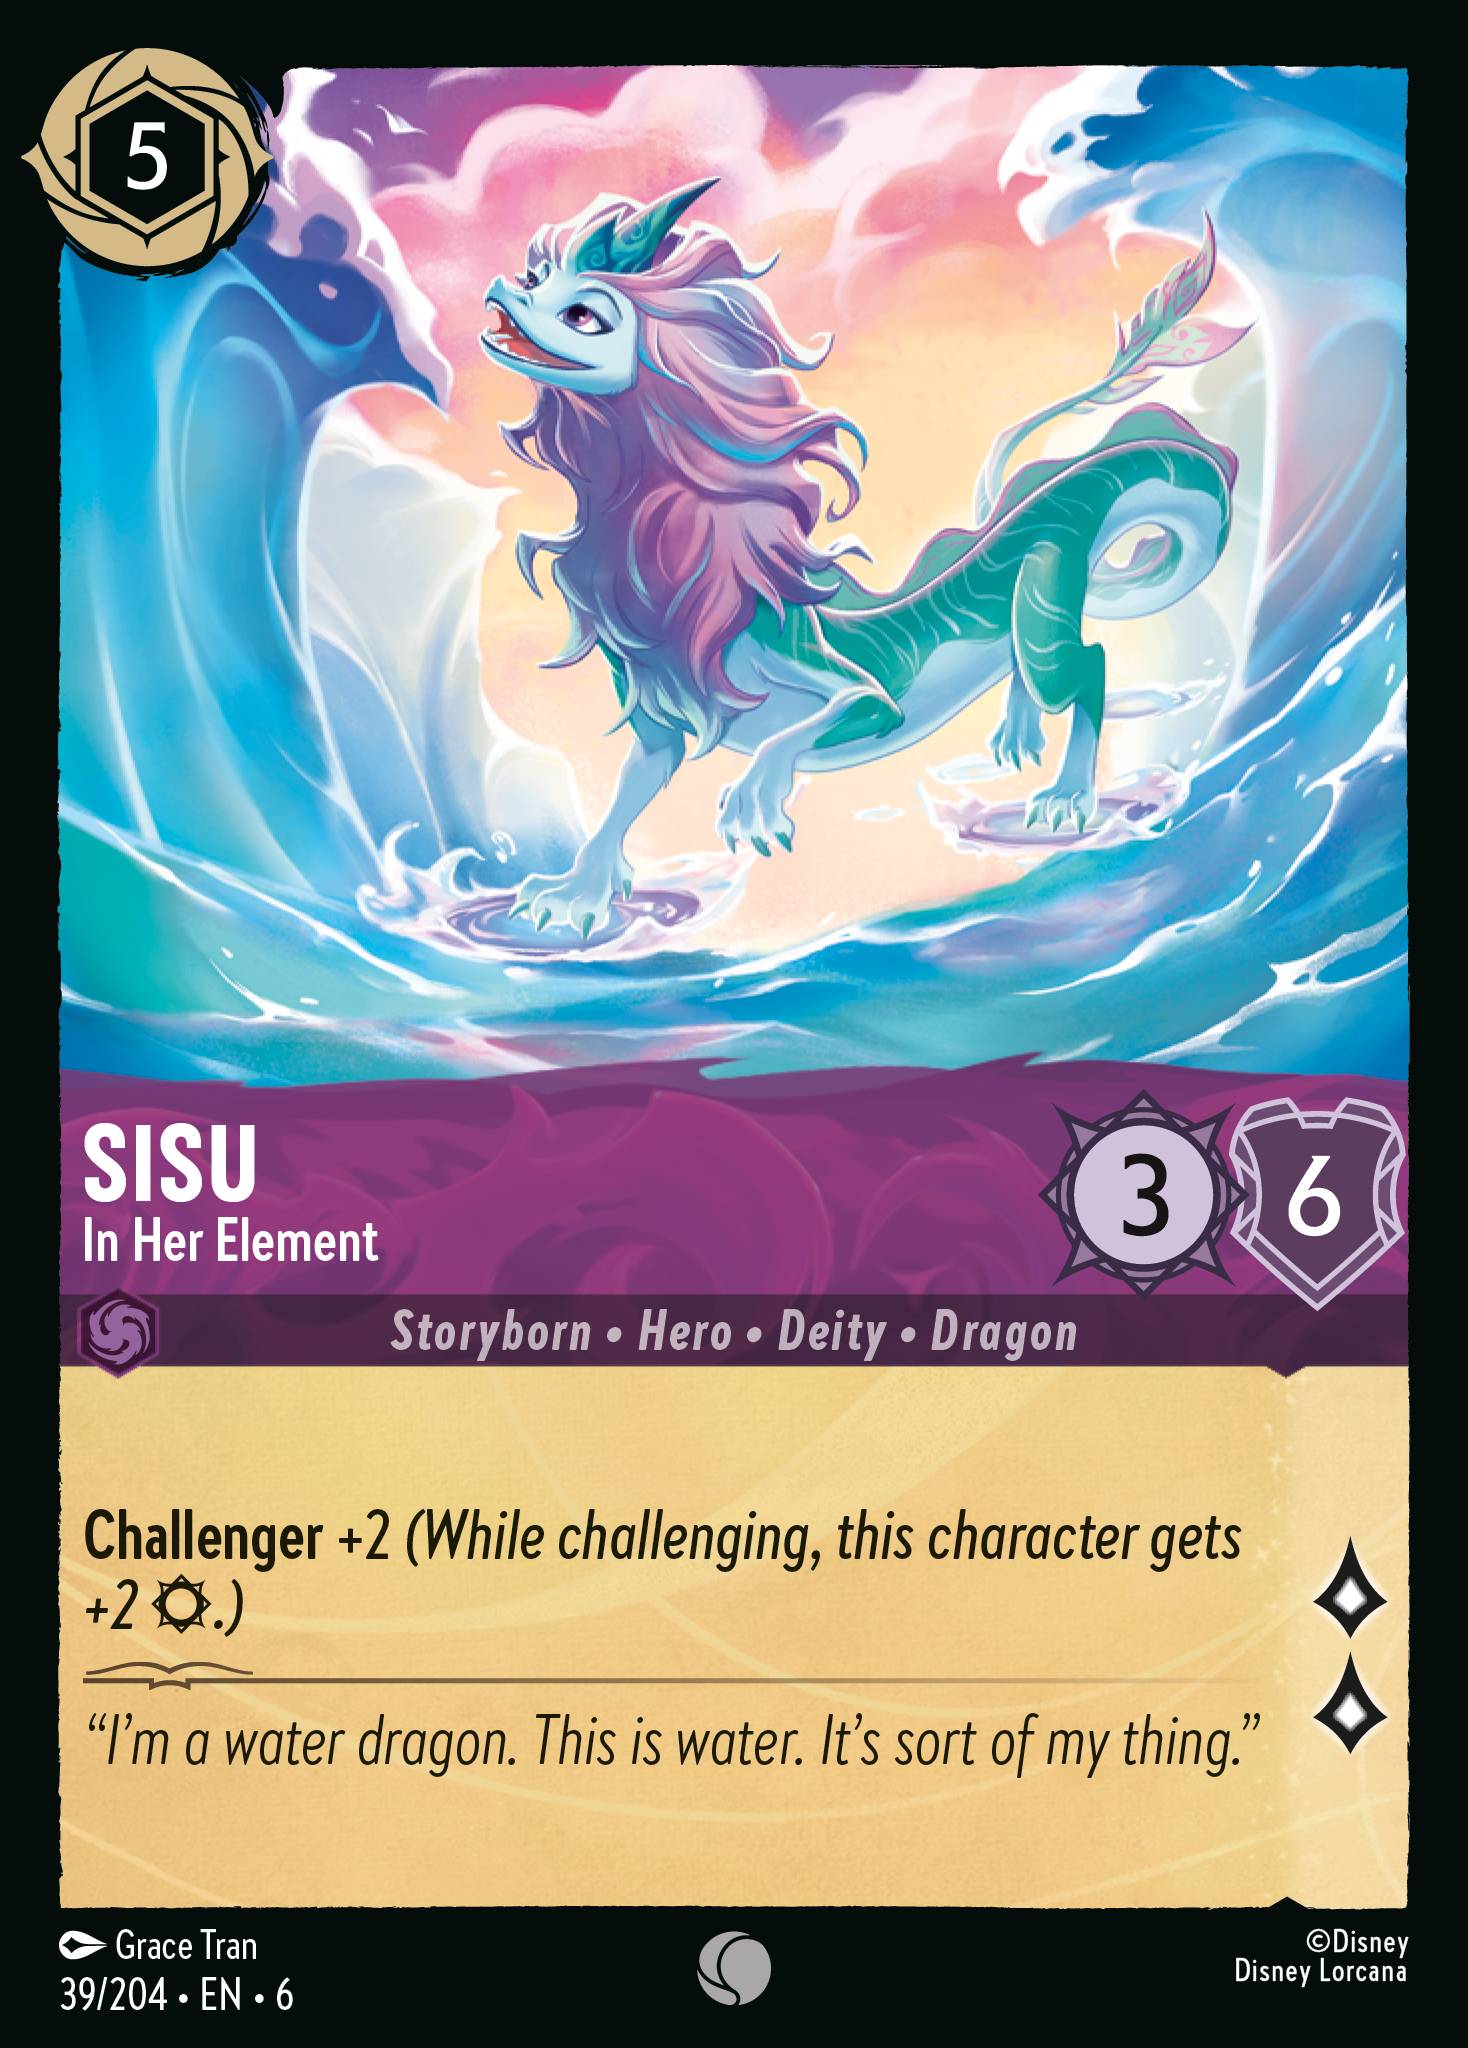 5
SISU
In Her Element
3
6
Storyborn • Hero • Deity • Dragon
Challenger +2 (While challenging, this character gets
+2 .)
“I’m a water dragon. This is water. It’s sort of my thing.”
Grace Tran
39/204 • EN • 6
©Disney
Disney Lorcana